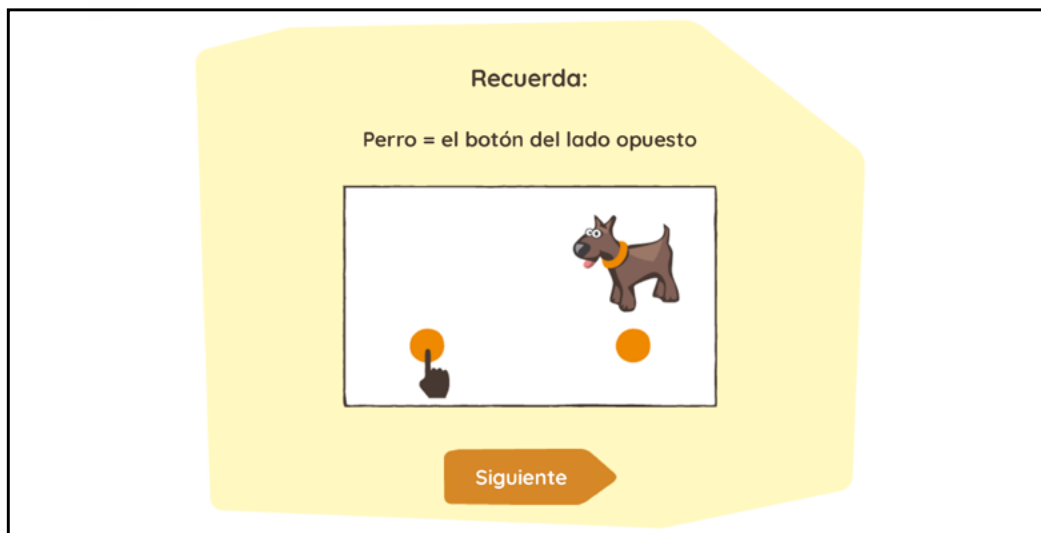 Recuerda:
Perro = el botón del lado opuesto
Siguiente